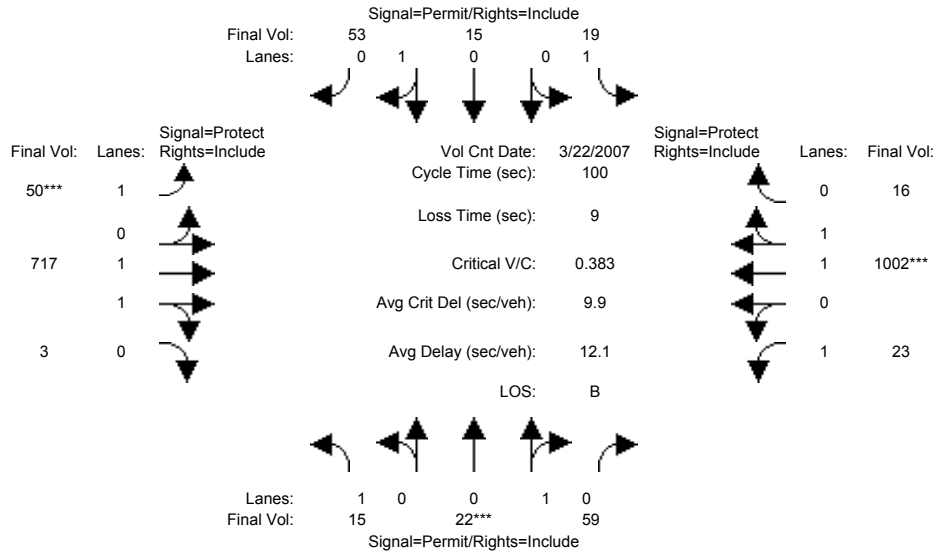 Signal=Permit/Rights=Include
Final Vol: 53 15 19
Lanes: 0 1 0 0 1
Signal=Protect
Final Vol: Lanes: Rights=Include
Vol Cnt Date: 3/22/2007
Signal=Protect
Rights=Include Lanes: Final Vol:
Cycle Time (sec): 100
50*** 1
0 16
Loss Time (sec): 9
0
1
717 1
Critical V/C: 0.383
1 1002***
1
Avg Crit Del (sec/veh): 9.9
0
3 0
Avg Delay (sec/veh): 12.1
1 23
LOS: B
Lanes: 1 0 0 1 0
Final Vol: 15 22*** 59
Signal=Permit/Rights=Include